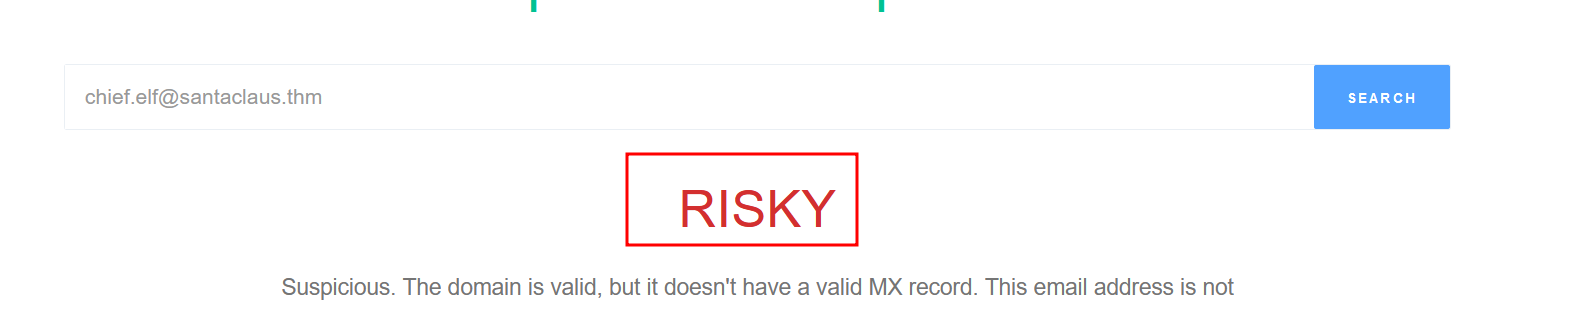 chief.elf@santaclaus.thm
SEARCH
RISKY
Suspicious. The domain is valid, but it doesn't have a valid MX record. This email address is not